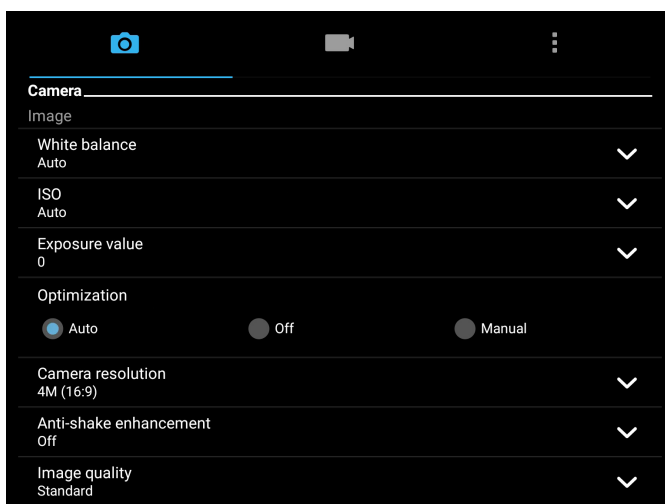 Camera
Image
White balance
Auto
ISO
Auto
Exposure value
0
Optimization
Auto Off Manual
Camera resolution
4M (16:9)
Anti-shake enhancement
Off
Image quality
Standard